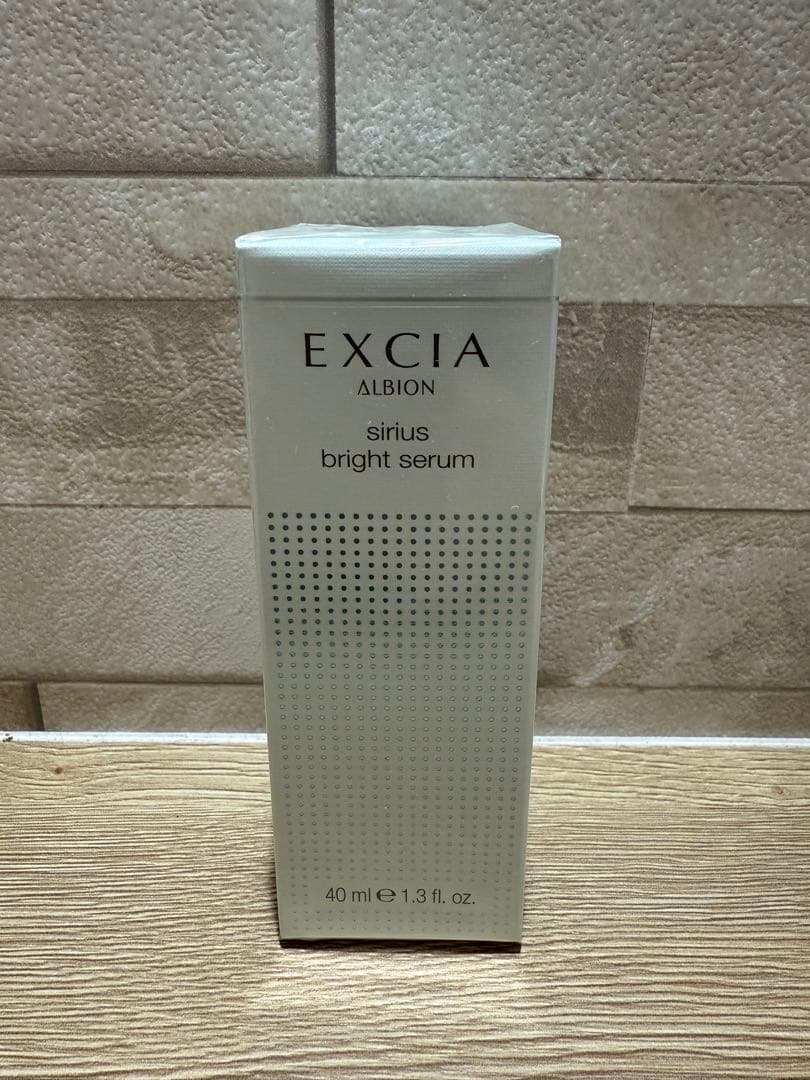 EXCIA
ALBION
sirius
bright serum
40 ml ℮ 1.3 fl. oz.